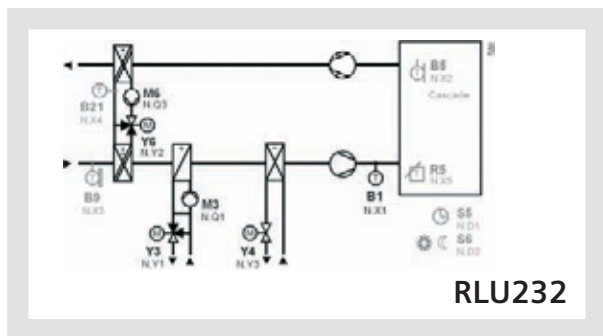 B5
N.X2
Cascade
M6
N.Q3
B21
N.X4
Y6
N.Y2
R5
N.X5
B9
N.X3
M3
N.Q1
B1
N.X1
S5
N.D1
Y3
N.Y1
Y4
N.Y3
S6
N.D2
RLU232